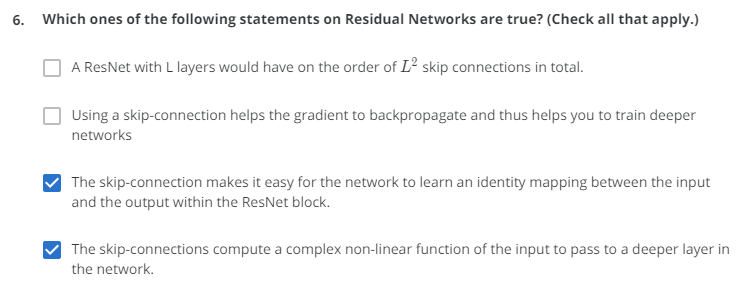 6. Which ones of the following statements on Residual Networks are true? (Check all that apply.)
A ResNet with L layers would have on the order of L² skip connections in total.
Using a skip-connection helps the gradient to backpropagate and thus helps you to train deeper
networks
The skip-connection makes it easy for the network to learn an identity mapping between the input
and the output within the ResNet block.
The skip-connections compute a complex non-linear function of the input to pass to a deeper layer in
the network.